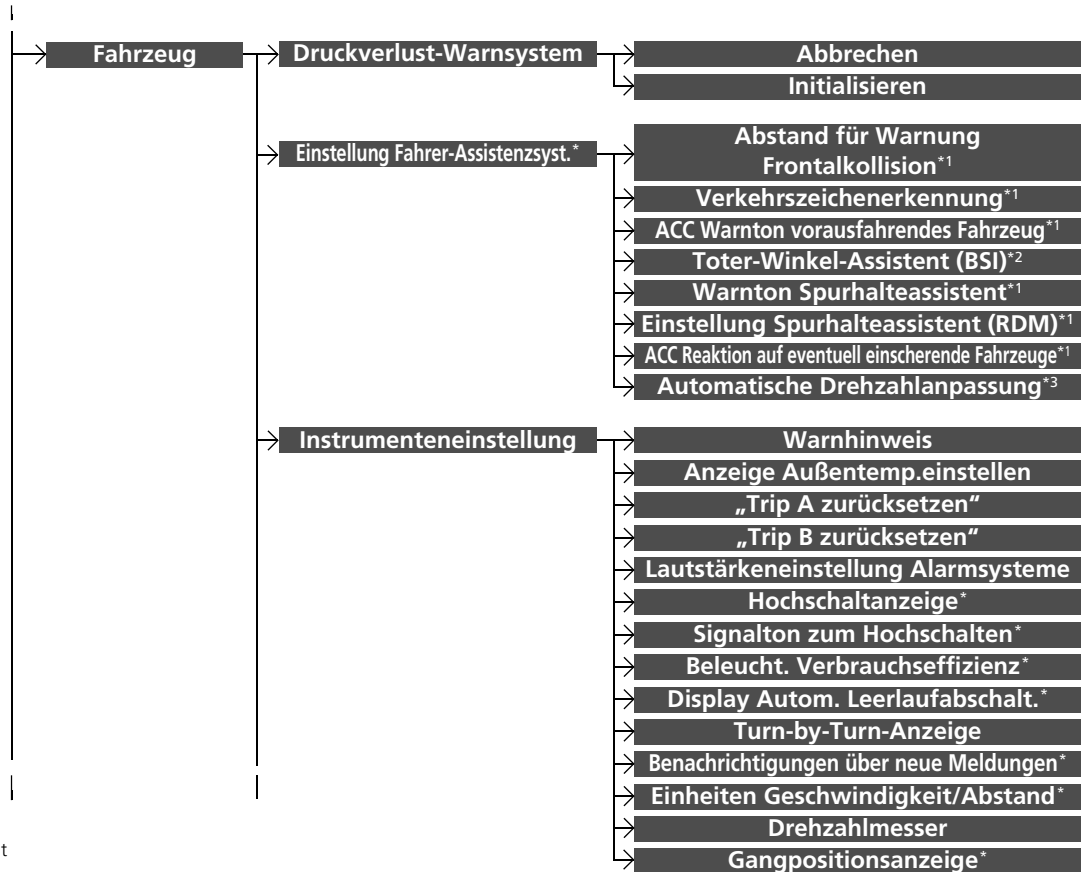 Fahrzeug
Druckverlust-Warnsystem
Abbrechen
Initialisieren
Einstellung Fahrer-Assistenzsyst.*
Abstand für Warnung
Frontalkollision*1
Verkehrszeichenerkennung*1
ACC Warnton vorausfahrendes Fahrzeug*1
Toter-Winkel-Assistent (BSI)*2
Warnton Spurhalteassistent*1
Einstellung Spurhalteassistent (RDM)*1
ACC Reaktion auf eventuell einscherende Fahrzeuge*1
Automatische Drehzahlanpassung*3
Instrumenteneinstellung
Warnhinweis
Anzeige Außentemp.einstellen
„Trip A zurücksetzen“
„Trip B zurücksetzen“
Lautstärkeneinstellung Alarmsysteme
Hochschaltanzeige*
Signalton zum Hochschalten*
Beleucht. Verbrauchseffizienz*
Display Autom. Leerlaufabschalt.*
Turn-by-Turn-Anzeige
Benachrichtigungen über neue Meldungen*
Einheiten Geschwindigkeit/Abstand*
Drehzahlmesser
Gangpositionsanzeige*
t